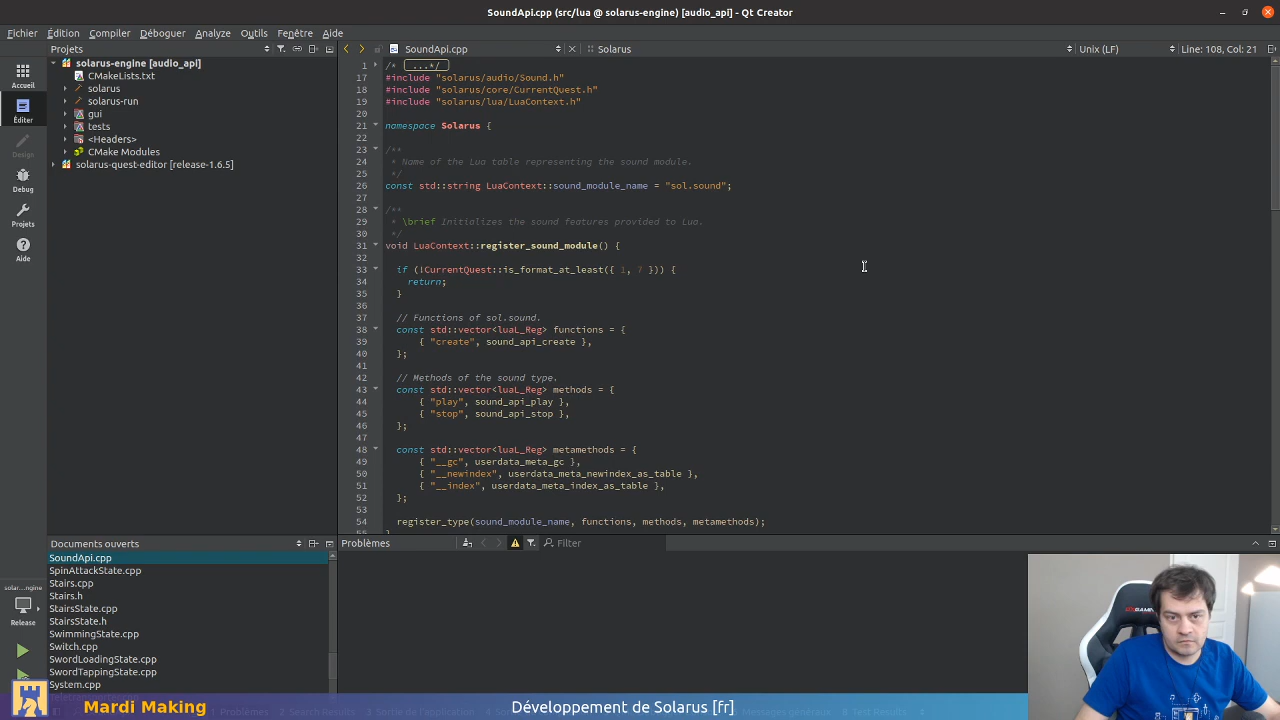 SoundApi.cpp (src/lua @ solarus-engine) [audio_api] - Qt Creator
Fichier Édition Compiler Déboguer Analyze Outils Fenêtre Aide
Projets
SoundApi.cpp
Solarus
Unix (LF)
Line: 108, Col: 21
Accueil
Éditer
Design
Debug
Projets
Aide
solarus-engine [audio_api]
CMakeLists.txt
solarus
solarus-run
gui
tests
<Headers>
CMake Modules
solarus-quest-editor [release-1.6.5]
1 /* ...*/
17 #include "solarus/audio/Sound.h"
18 #include "solarus/core/CurrentQuest.h"
19 #include "solarus/lua/LuaContext.h"
20
21 namespace Solarus {
22
23 /**
24  * Name of the Lua table representing the sound module.
25  */
26 const std::string LuaContext::sound_module_name = "sol.sound";
27
28 /**
29  * \brief Initializes the sound features provided to Lua.
30  */
31 void LuaContext::register_sound_module() {
32
33   if (!CurrentQuest::is_format_at_least({ 1, 7 })) {
34     return;
35   }
36
37   // Functions of sol.sound.
38   const std::vector<luaL_Reg> functions = {
39       { "create", sound_api_create },
40   };
41
42   // Methods of the sound type.
43   const std::vector<luaL_Reg> methods = {
44       { "play", sound_api_play },
45       { "stop", sound_api_stop },
46   };
47
48   const std::vector<luaL_Reg> metamethods = {
49       { "__gc", userdata_meta_gc },
50       { "__newindex", userdata_meta_newindex_as_table },
51       { "__index", userdata_meta_index_as_table },
52   };
53
54   register_type(sound_module_name, functions, methods, metamethods);
Documents ouverts
SoundApi.cpp
SpinAttackState.cpp
Stairs.cpp
Stairs.h
StairsState.cpp
StairsState.h
SwimmingState.cpp
Switch.cpp
SwordLoadingState.cpp
SwordTappingState.cpp
System.cpp
Problèmes
Filter
solar...ngine
Release
Mardi Making
Développement de Solarus [fr]